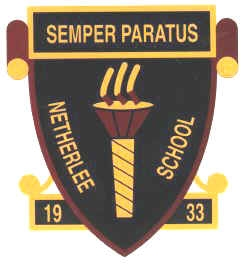 SEMPER PARATUS
NETHERLEE
SCHOOL
19 33